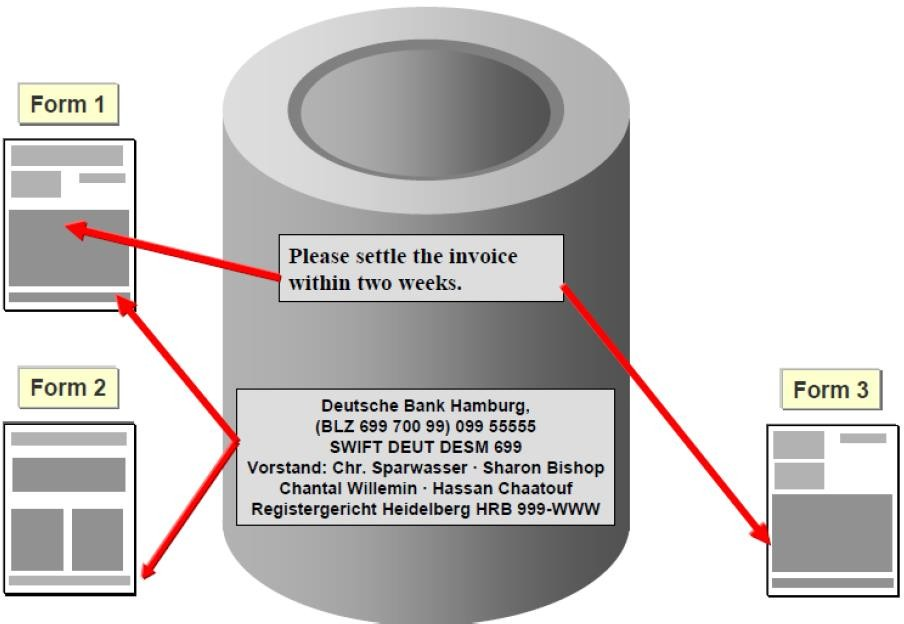 Form 1
Please settle the invoice
within two weeks.
Form 2
Form 3
Deutsche Bank Hamburg,
(BLZ 699 700 99) 099 55555
SWIFT DEUT DESM 699
Vorstand: Chr. Sparwasser · Sharon Bishop
Chantal Willemin · Hassan Chaatouf
Registergericht Heidelberg HRB 999-WWW